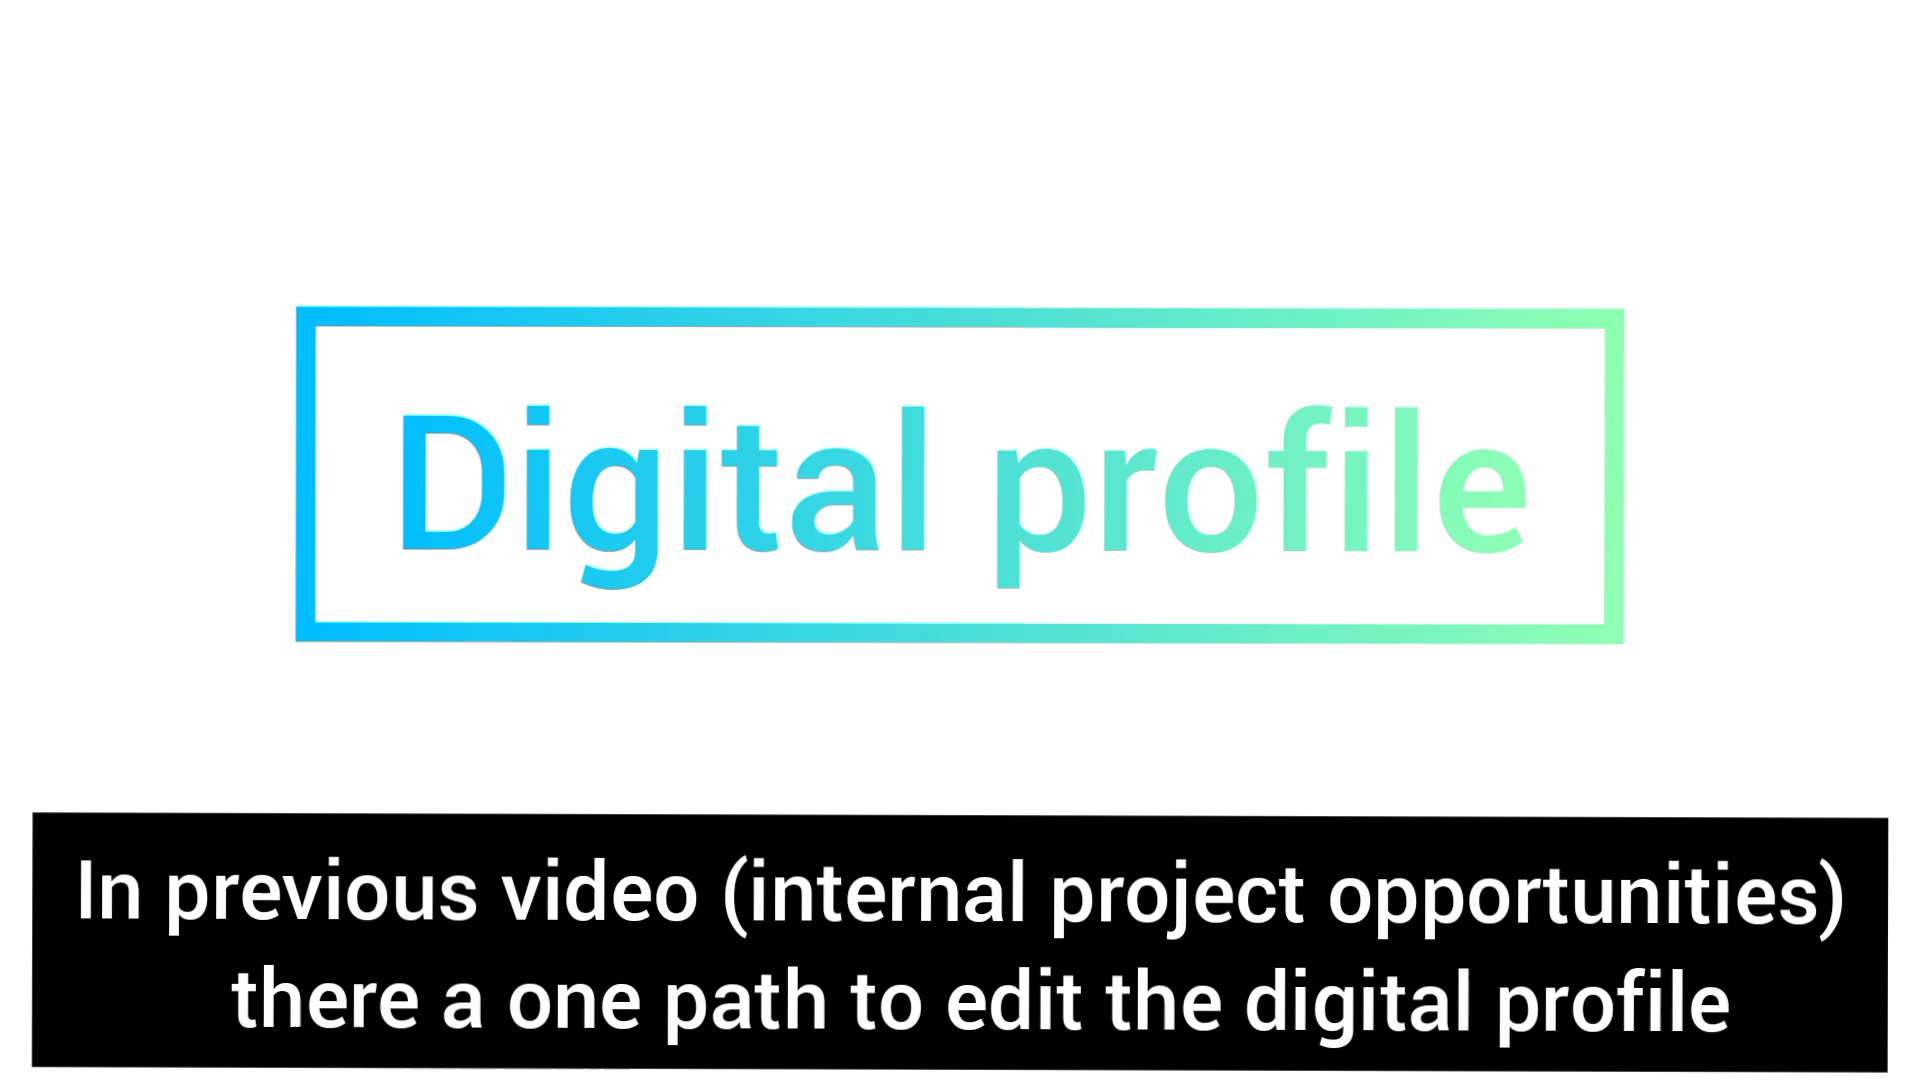 Digital profile
In previous video (internal project opportunities)
there a one path to edit the digital profile